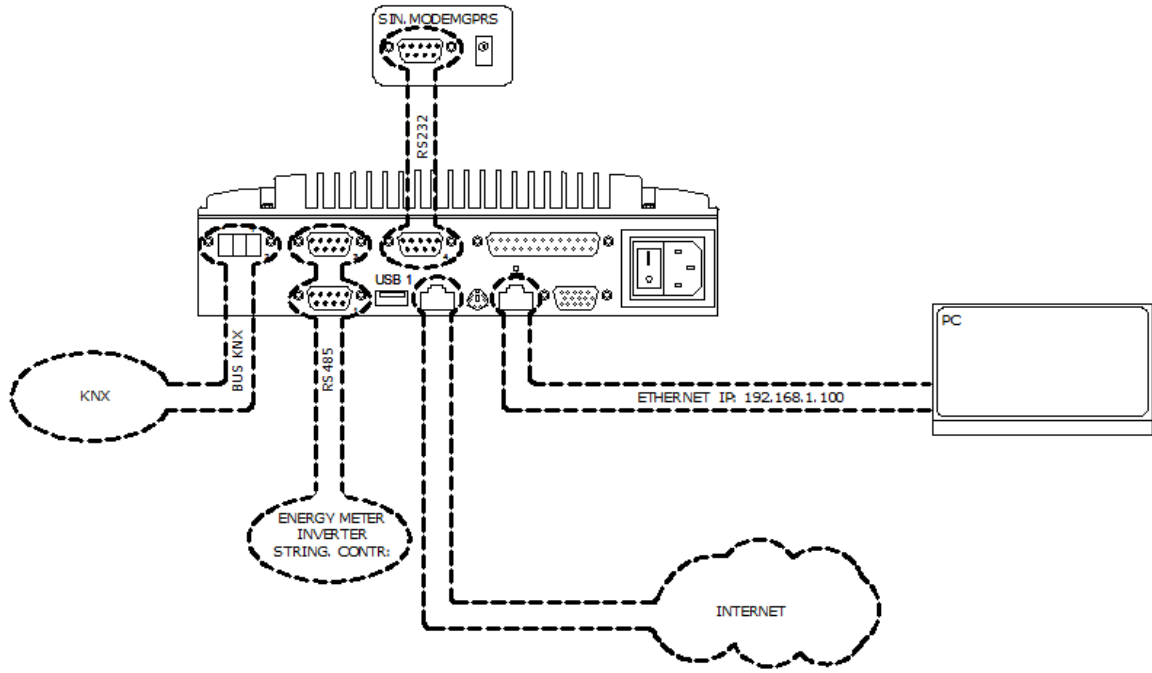 SIN. MODEMGPRS
RS232
4
USB 1
BUS KNX
RS485
PC
KNX
ETHERNET IP: 192.168.1.100
ENERGY METER
INVERTER
STRING. CONTR:
INTERNET